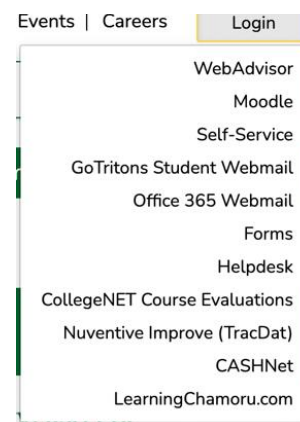 Events | Careers Login
WebAdvisor
Moodle
Self-Service
GoTritons Student Webmail
Office 365 Webmail
Forms
Helpdesk
CollegeNET Course Evaluations
Nuventive Improve (TracDat)
CASHNet
LearningChamoru.com